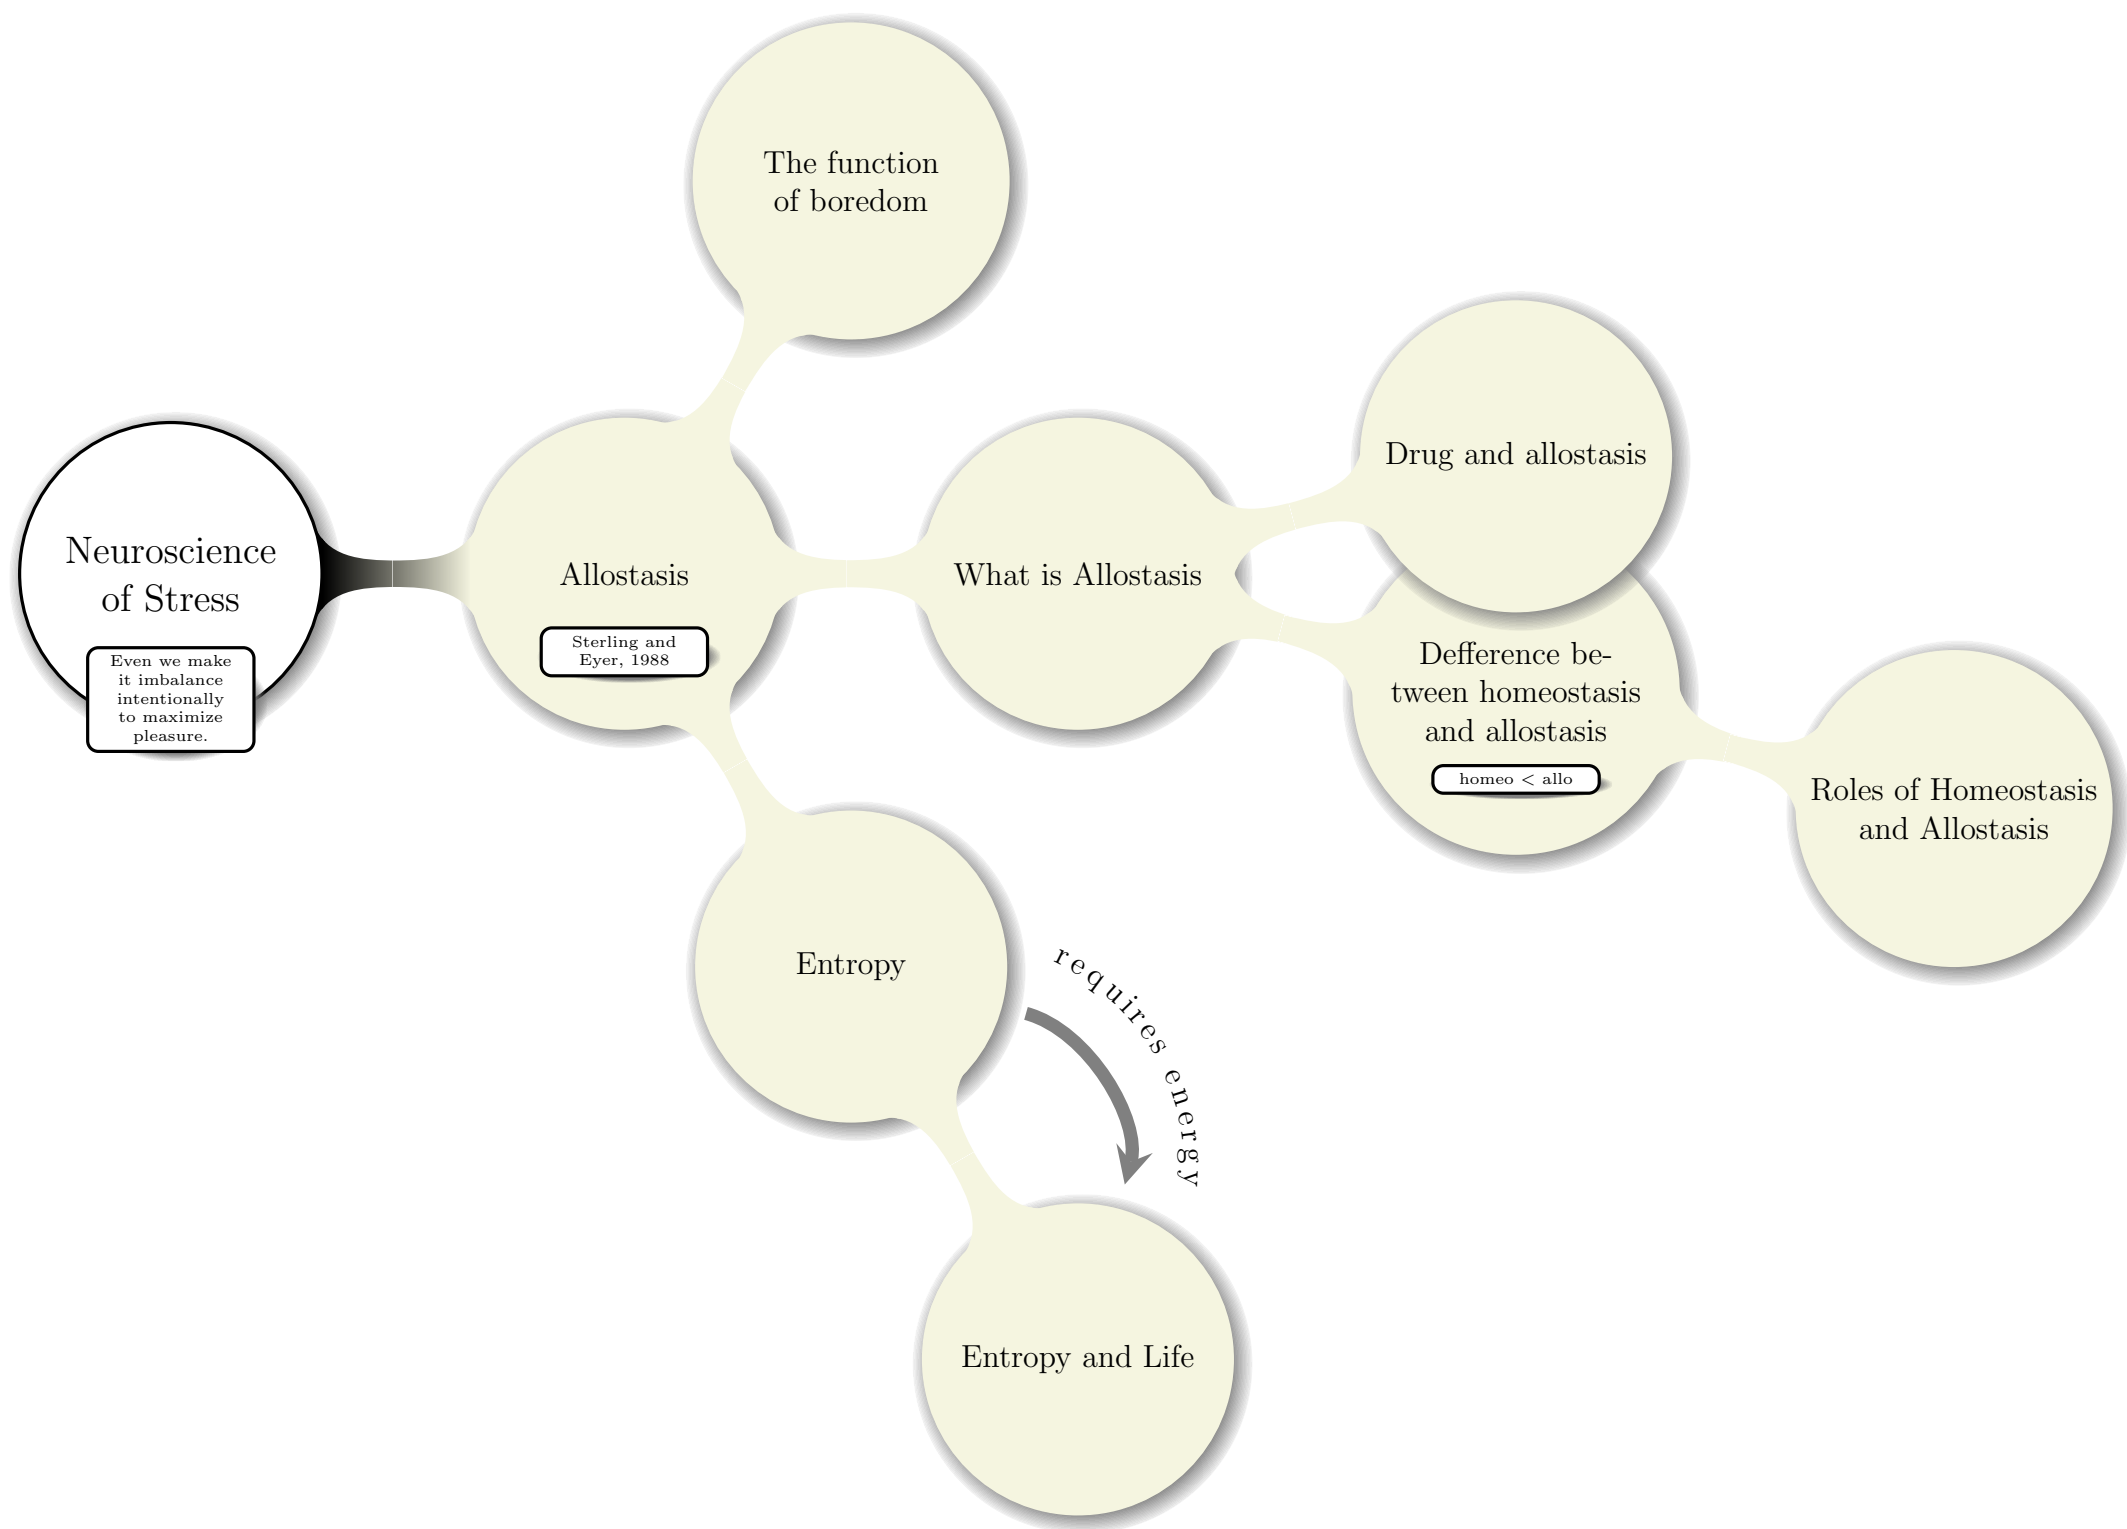 The function
of boredom
Neuroscience
of Stress
Even we make
it imbalance
intentionally
to maximize
pleasure.
Allostasis
Sterling and
Eyer, 1988
What is Allostasis
Drug and allostasis
Defference be-
tween homeostasis
and allostasis
homeo < allo
Roles of Homeostasis
and Allostasis
Entropy
requires energy
Entropy and Life